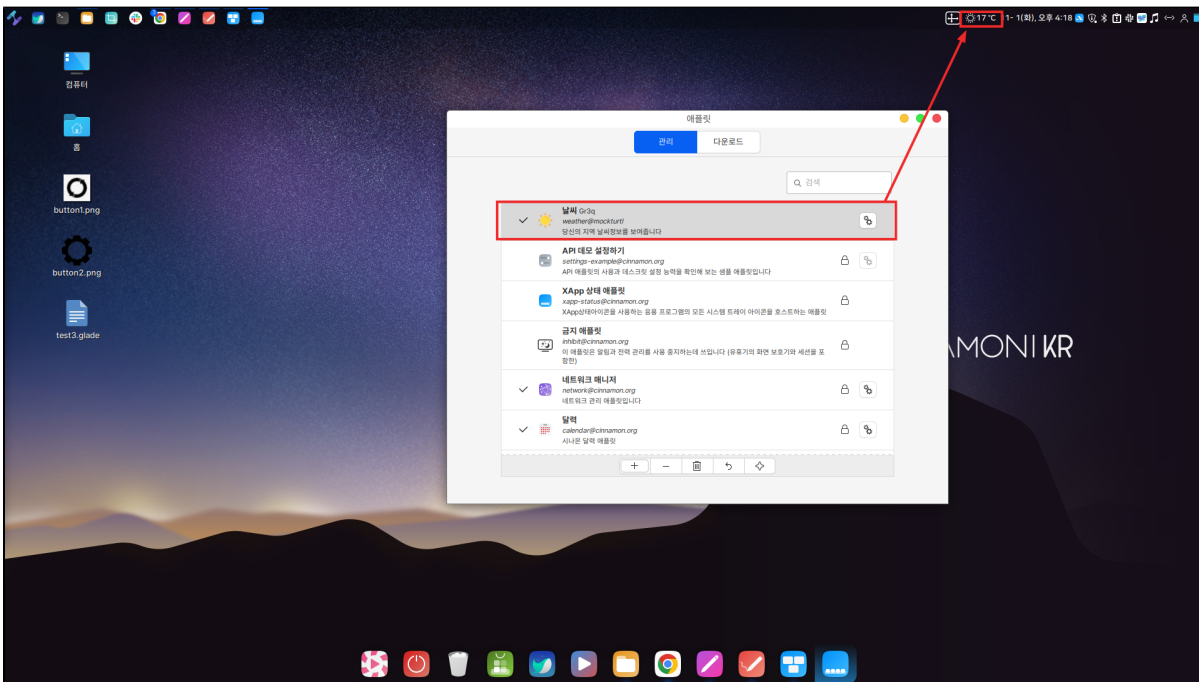 17 °C
1- 1(화), 오후 4:18
컴퓨터
홈
button1.png
button2.png
test3.glade
애플릿
관리
다운로드
검색
날씨 Gr3q
weather@mockturtl
당신의 지역 날씨정보를 보여줍니다
API 데모 설정하기
settings-example@cinnamon.org
API 애플릿의 사용과 데스크릿 설정 능력을 확인해 보는 샘플 애플릿입니다
XApp 상태 애플릿
xapp-status@cinnamon.org
XApp상태아이콘을 사용하는 응용 프로그램의 모든 시스템 트레이 아이콘을 호스트하는 애플릿
금지 애플릿
inhibit@cinnamon.org
이 애플릿은 알림과 전력 관리를 사용 중지하는데 쓰입니다 (유휴기의 화면 보호기와 세션을 포
함한)
네트워크 매니저
network@cinnamon.org
네트워크 관리 애플릿입니다
달력
calendar@cinnamon.org
시나몬 달력 애플릿
AMONIKR